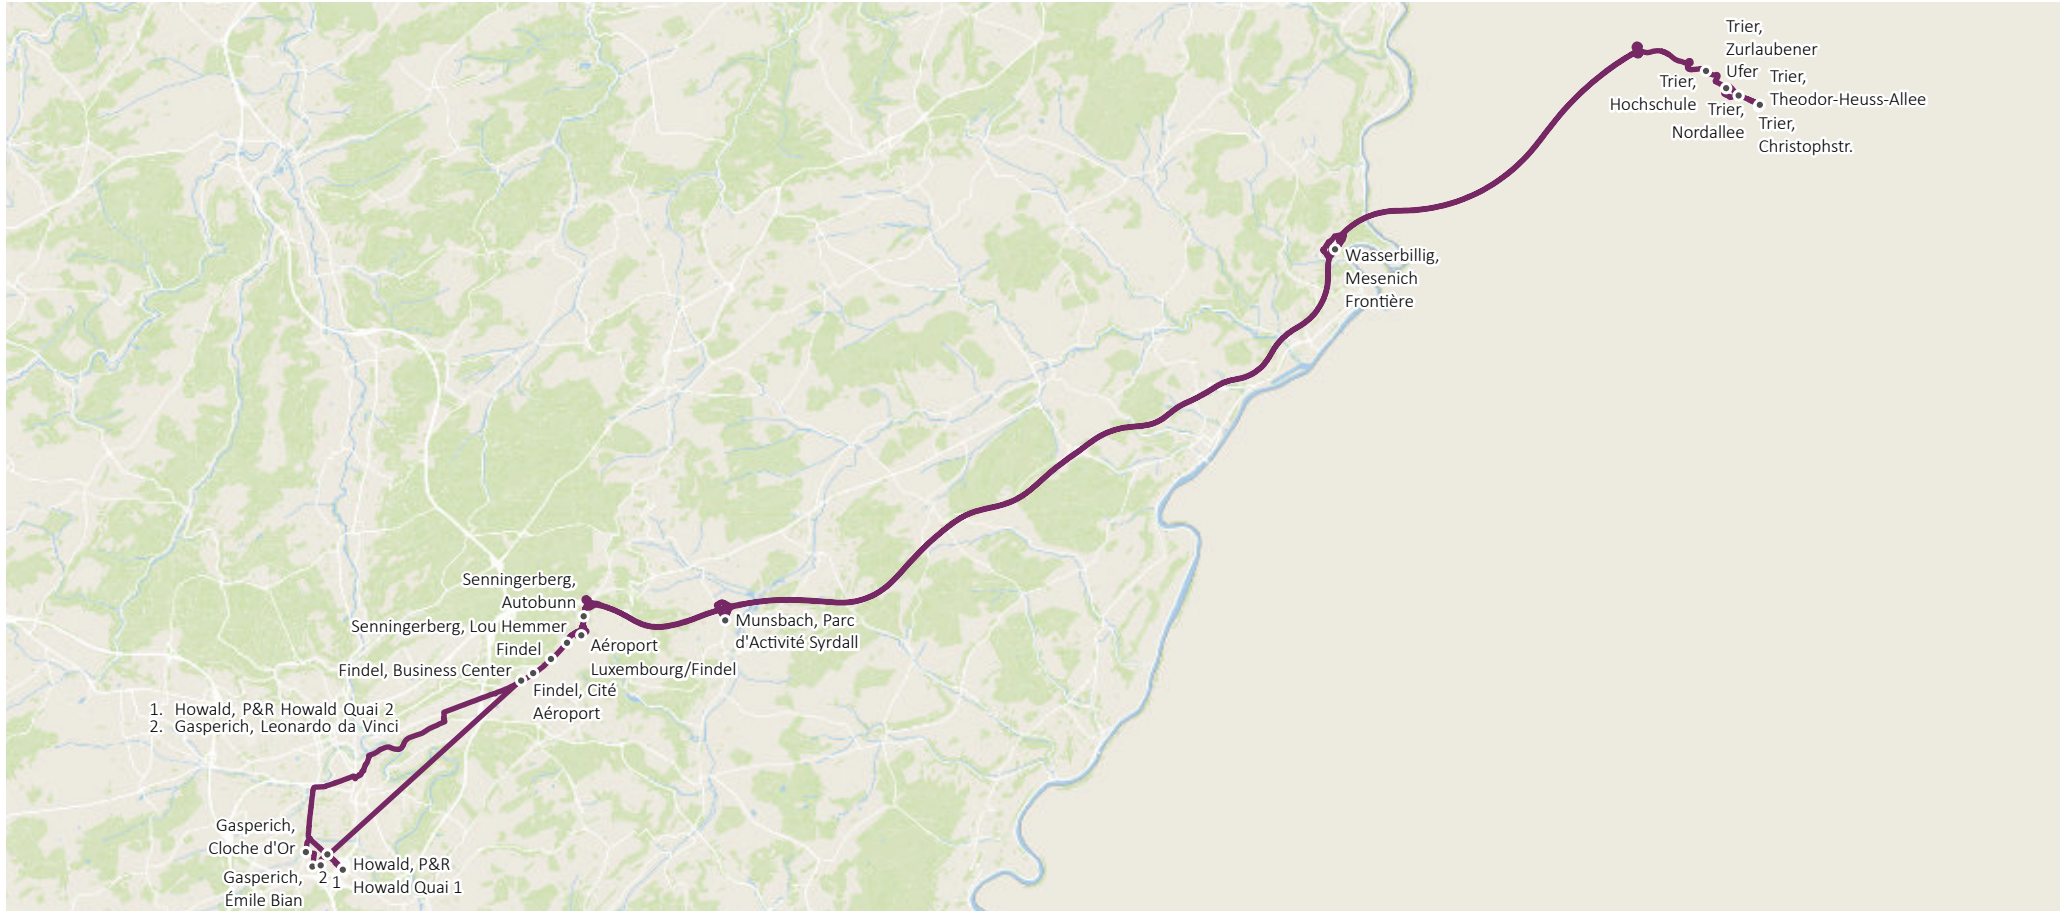 Trier,
Zurlaubener
Ufer
Trier,
Theodor-Heuss-Allee
Trier,
Hochschule
Trier,
Nordallee
Trier,
Christophstr.
Wasserbillig,
Mesenich
Frontière
Senningerberg,
Autobunn
Senningerberg, Lou Hemmer
Findel
Findel, Business Center
Munsbach, Parc
d'Activité Syrdall
Aéroport
Luxembourg/Findel
Findel, Cité
Aéroport
1. Howald, P&R Howald Quai 2
2. Gasperich, Leonardo da Vinci
Gasperich,
Cloche d'Or
Gasperich,
Émile Bian
2
1
Howald, P&R
Howald Quai 1